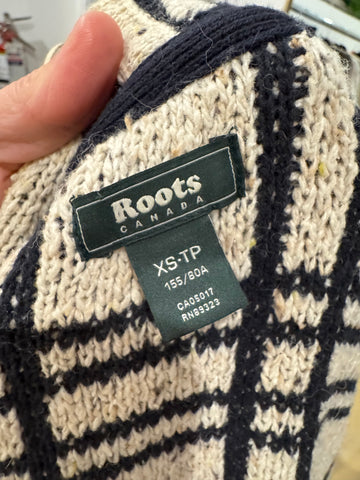 Roots
CANADA
XS-TP
155/80A
CA05017
RN89323